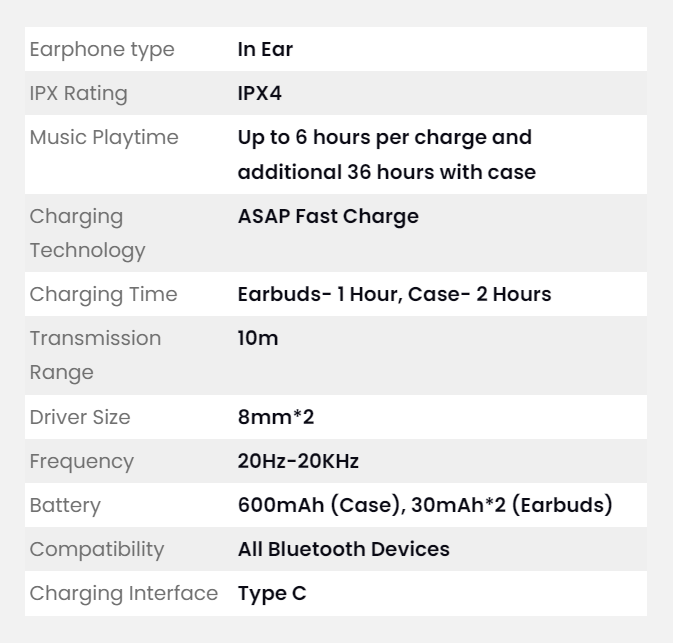 Earphone type In Ear
IPX Rating IPX4
Music Playtime Up to 6 hours per charge and
additional 36 hours with case
Charging ASAP Fast Charge
Technology
Charging Time Earbuds- 1 Hour, Case- 2 Hours
Transmission 10m
Range
Driver Size 8mm*2
Frequency 20Hz-20KHz
Battery 600mAh (Case), 30mAh*2 (Earbuds)
Compatibility All Bluetooth Devices
Charging Interface Type C